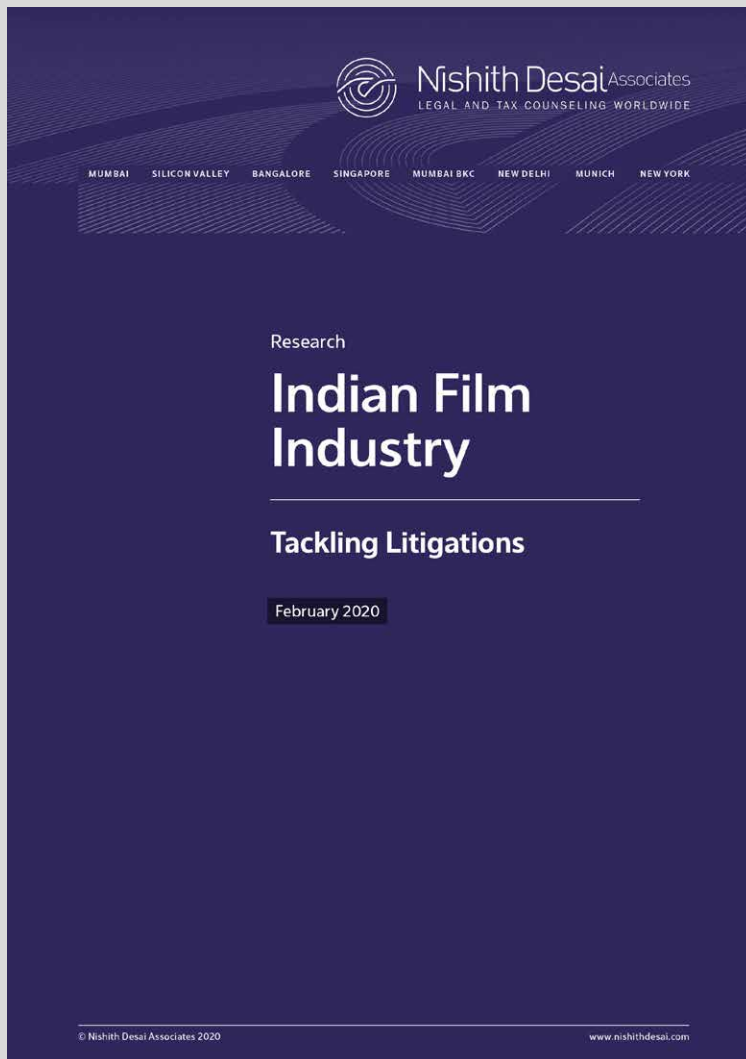 Nishith Desai Associates
LEGAL AND TAX COUNSELING WORLDWIDE
MUMBAI SILICON VALLEY BANGALORE SINGAPORE MUMBAI BKC NEW DELHI MUNICH NEW YORK
Research
Indian Film
Industry
Tackling Litigations
February 2020
© Nishith Desai Associates 2020 www.nishithdesai.com